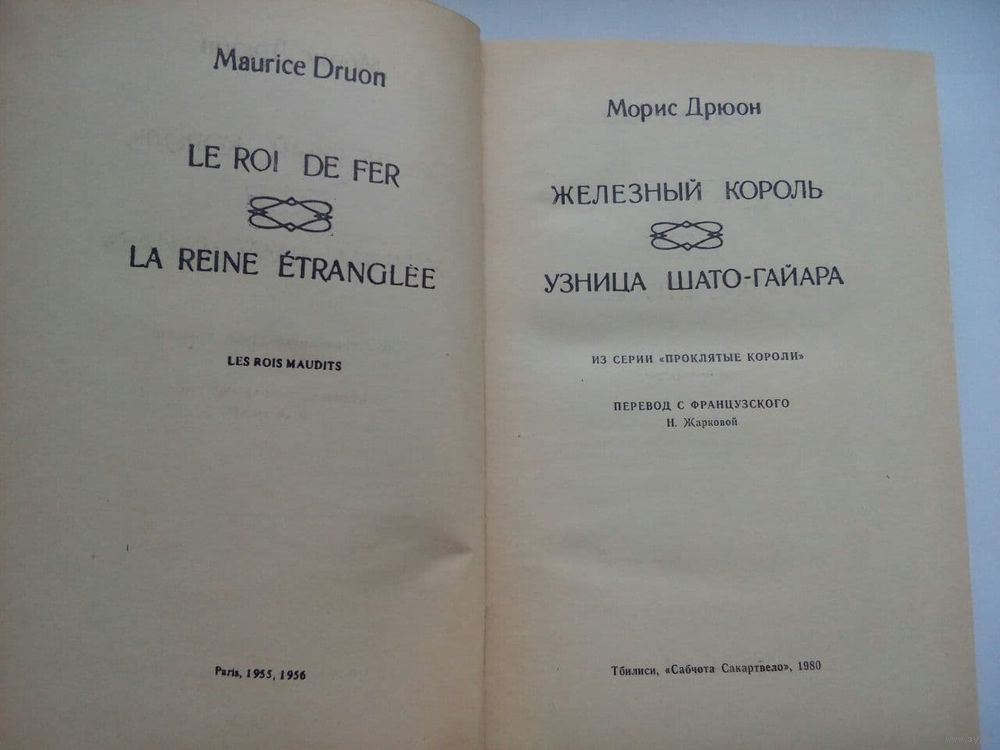 Maurice Druon
LE ROI DE FER
LA REINE ÉTRANGLÉE
LES ROIS MAUDITS
Paris, 1955, 1956
Морис Дрюон
ЖЕЛЕЗНЫЙ КОРОЛЬ
УЗНИЦА ШАТО-ГАЙАРА
ИЗ СЕРИИ «ПРОКЛЯТЫЕ КОРОЛИ»
ПЕРЕВОД С ФРАНЦУЗСКОГО
Н. Жарковой
Тбилиси, «Сабчота Сакартвело», 1980